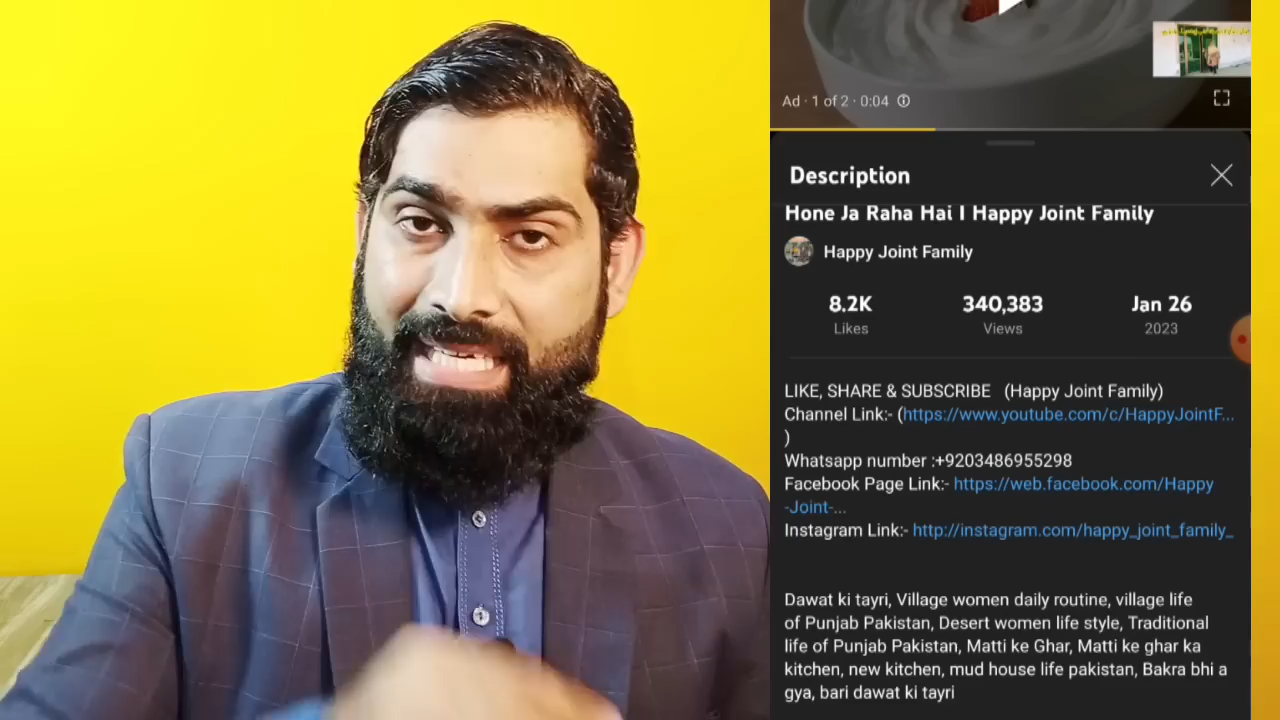 Ad · 1 of 2 · 0:04
Description
Hone Ja Raha Hai I Happy Joint Family
Happy Joint Family
8.2K
340,383
Jan 26
Likes
Views
2023
LIKE, SHARE & SUBSCRIBE (Happy Joint Family)
Channel Link:- (https://www.youtube.com/c/HappyJointF...
)
Whatsapp number :+9203486955298
Facebook Page Link:- https://web.facebook.com/Happy
-Joint-...
Instagram Link:- http://instagram.com/happy_joint_family_
Dawat ki tayri, Village women daily routine, village life
of Punjab Pakistan, Desert women life style, Traditional
life of Punjab Pakistan, Matti ke Ghar, Matti ke ghar ka
kitchen, new kitchen, mud house life pakistan, Bakra bhi a
gya, bari dawat ki tayri